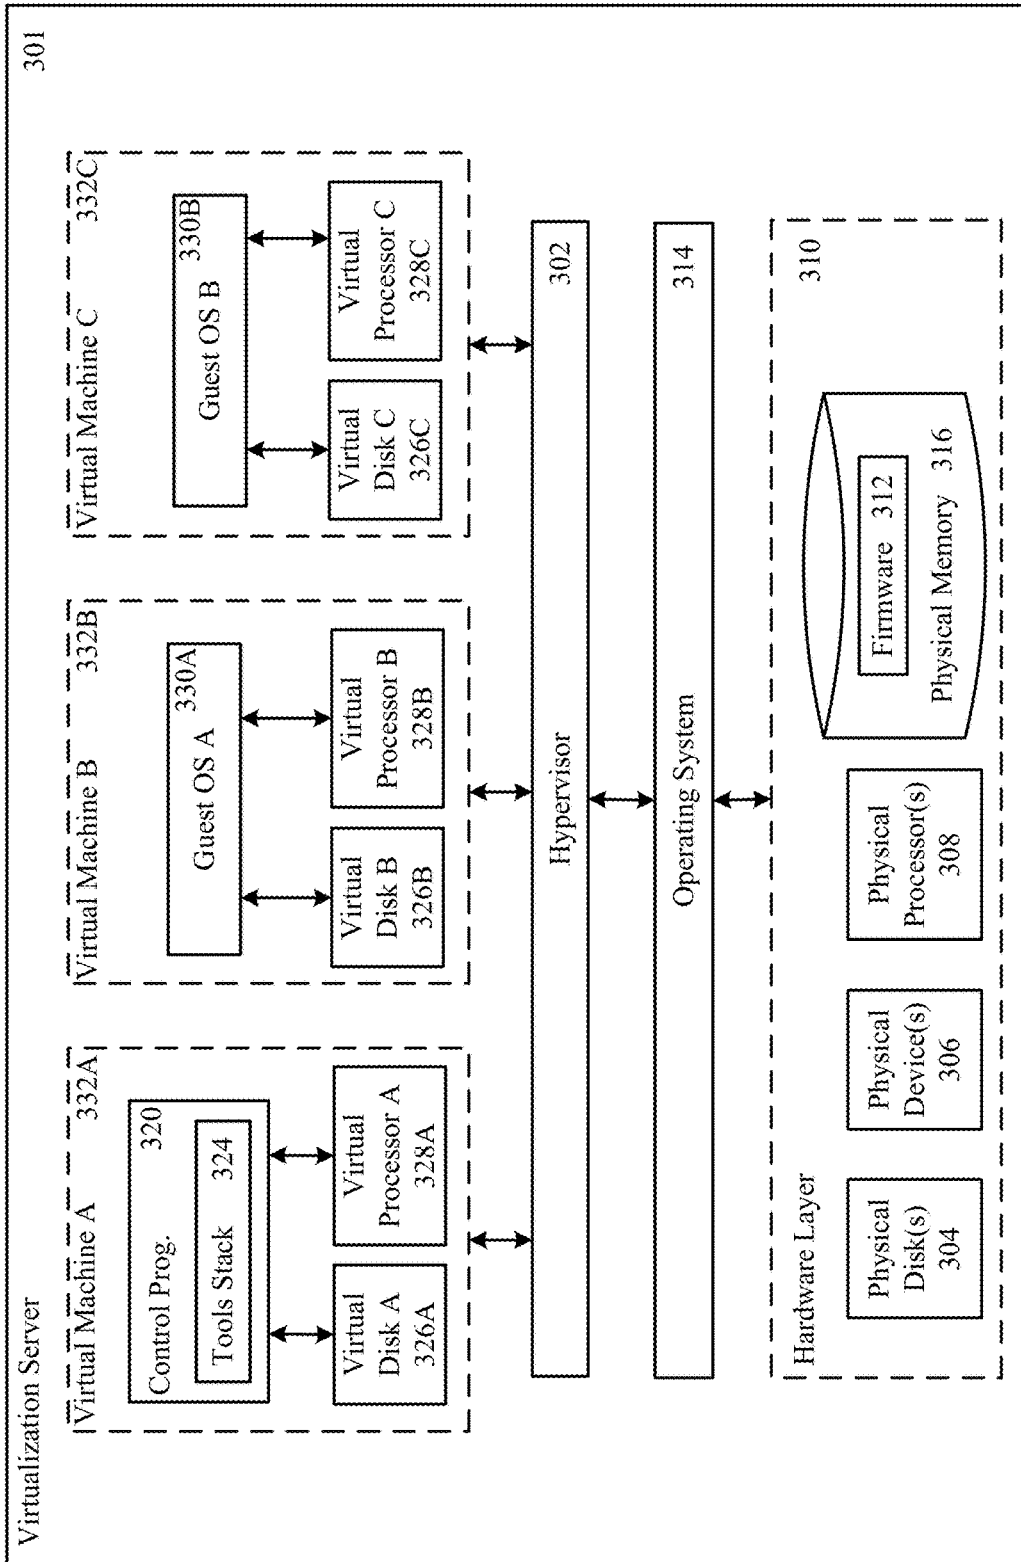 Virtualization Server 301
Virtual Machine A 332A
Control Prog. 320
Tools Stack 324
Virtual
Disk A
326A
Virtual
Processor A
328A
Virtual Machine B 332B
330A
Guest OS A
Virtual
Disk B
326B
Virtual
Processor B
328B
Virtual Machine C 332C
330B
Guest OS B
Virtual
Disk C
326C
Virtual
Processor C
328C
Hypervisor 302
Operating System 314
Hardware Layer 310
Physical
Disk(s)
304
Physical
Device(s)
306
Physical
Processor(s)
308
Firmware 312
Physical Memory 316